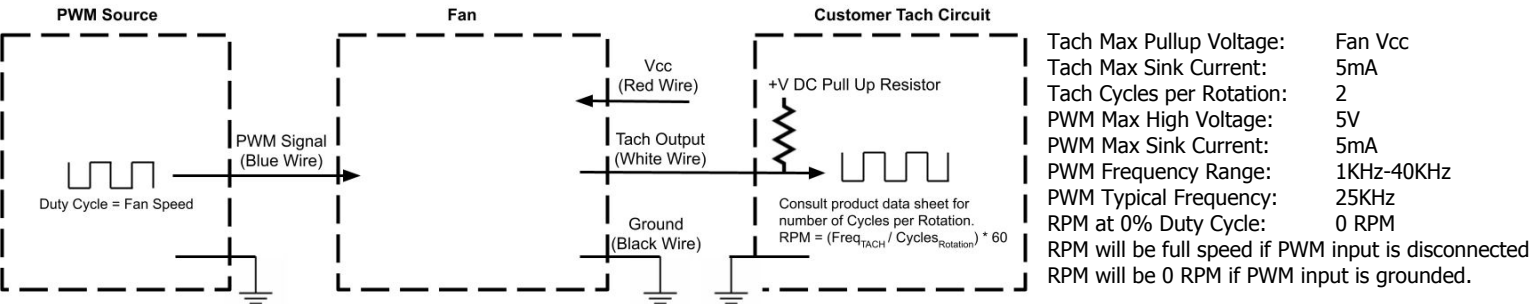 PWM Source
Fan
Customer Tach Circuit
Vcc
(Red Wire)
+V DC Pull Up Resistor
PWM Signal
(Blue Wire)
Tach Output
(White Wire)
Duty Cycle = Fan Speed
Consult product data sheet for
number of Cycles per Rotation.
RPM = (Freq_TACH / Cycles_Rotation) * 60
Ground
(Black Wire)
Tach Max Pullup Voltage: Fan Vcc
Tach Max Sink Current: 5mA
Tach Cycles per Rotation: 2
PWM Max High Voltage: 5V
PWM Max Sink Current: 5mA
PWM Frequency Range: 1KHz-40KHz
PWM Typical Frequency: 25KHz
RPM at 0% Duty Cycle: 0 RPM
RPM will be full speed if PWM input is disconnected
RPM will be 0 RPM if PWM input is grounded.